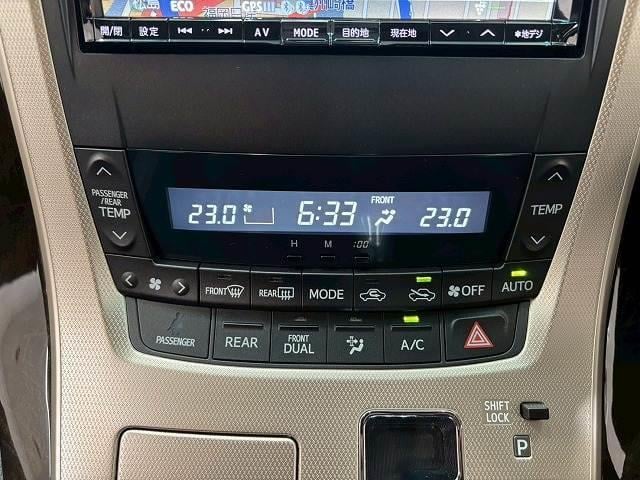 ECO GPS
開/閉 設定 I◀◀ ▶▶I AV MODE 目的地 現在地 *地デジ
PASSENGER
/REAR
TEMP
23.0 6:33 FRONT 23.0
TEMP
H M :00
FRONT REAR MODE OFF AUTO
PASSENGER REAR FRONT DUAL A/C
SHIFT
LOCK
P